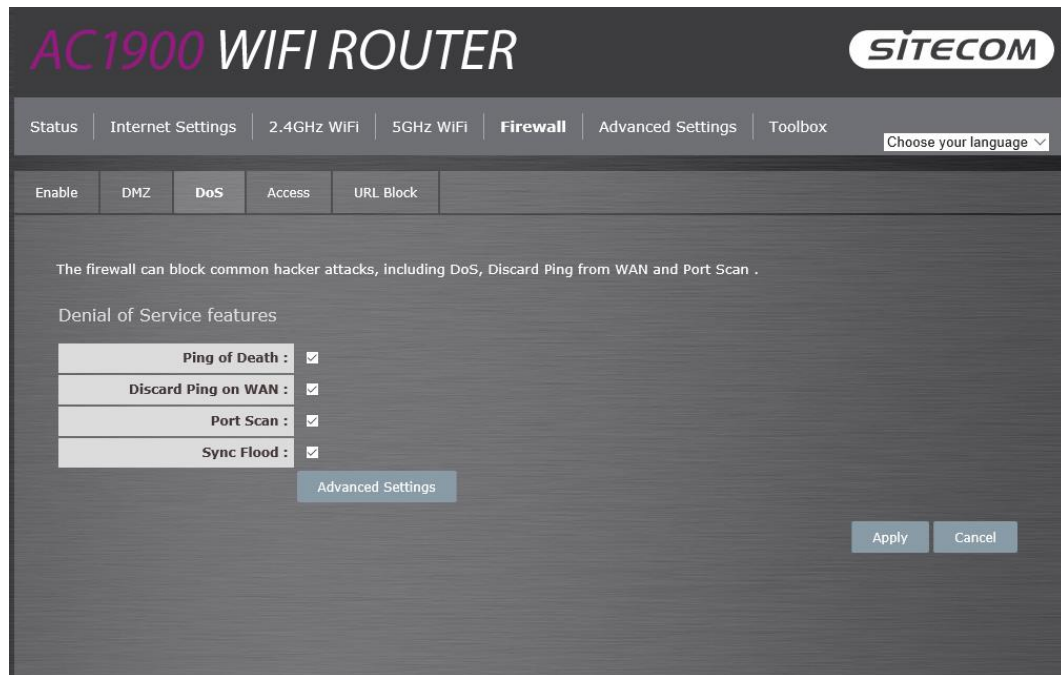 AC1900 WIFI ROUTER
SITECOM
Status Internet Settings 2.4GHz WiFi 5GHz WiFi Firewall Advanced Settings Toolbox
Choose your language
Enable DMZ DoS Access URL Block
The firewall can block common hacker attacks, including DoS, Discard Ping from WAN and Port Scan .
Denial of Service features
Ping of Death :
Discard Ping on WAN :
Port Scan :
Sync Flood :
Advanced Settings
Apply Cancel